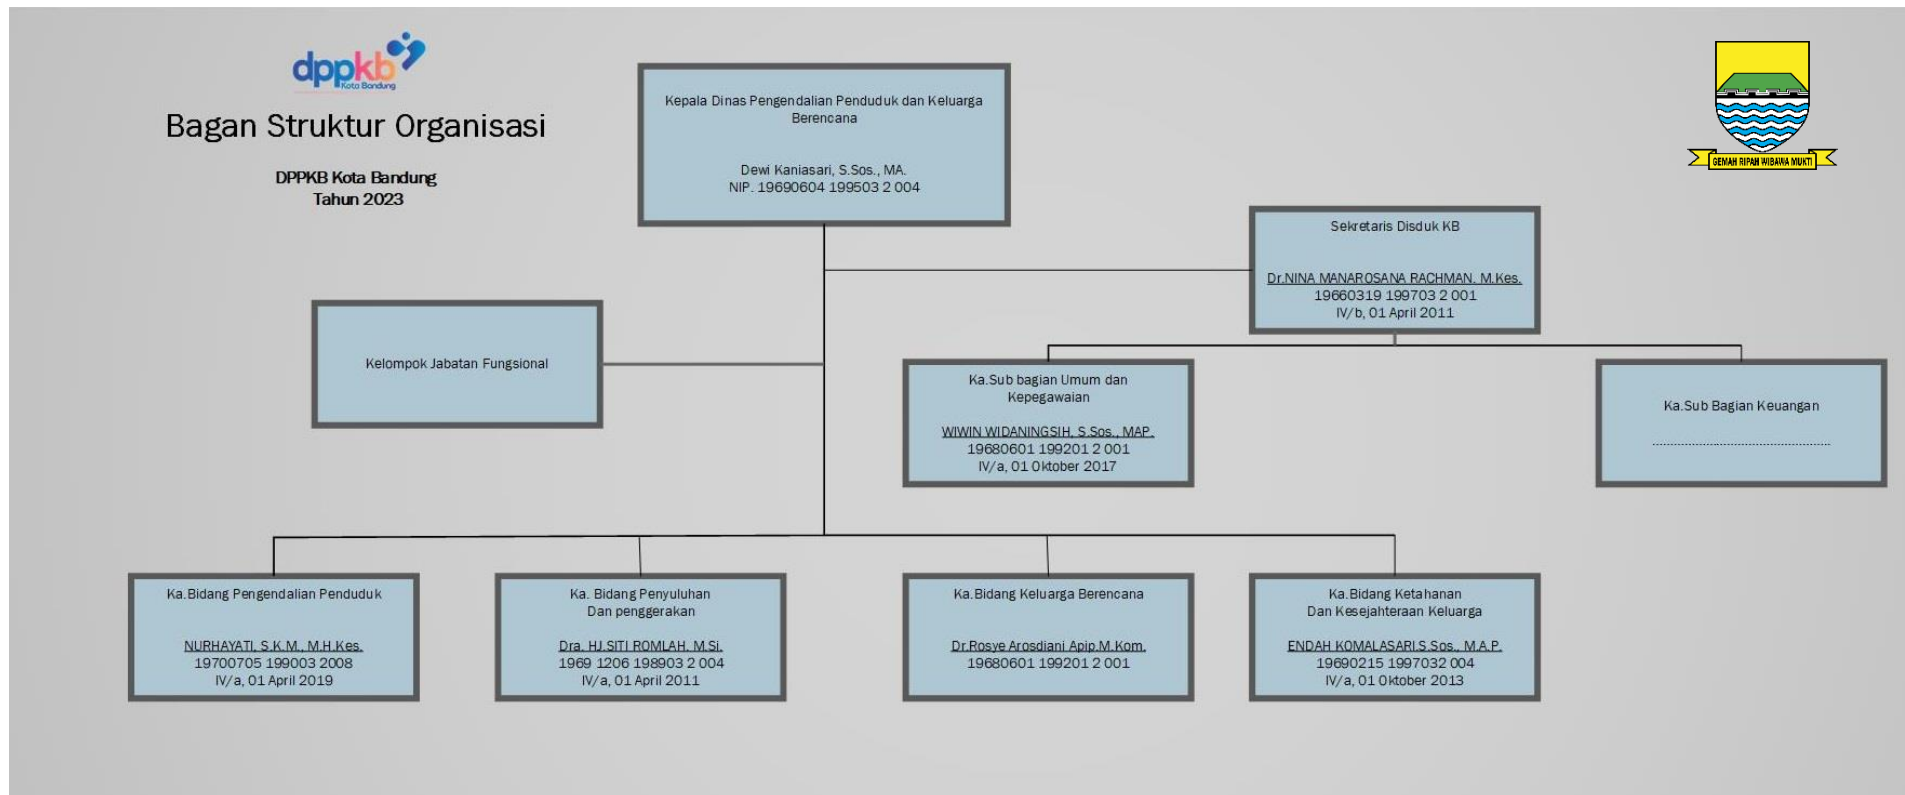 dppkb
Kota Bandung
Bagan Struktur Organisasi
DPPKB Kota Bandung
Tahun 2023
Kepala Dinas Pengendalian Penduduk dan Keluarga
Berencana
Dewi Kaniasari, S.Sos., MA.
NIP. 19690604 199503 2 004
GEMAH RIPAH WIBAWA MUKTI
Sekretaris Disduk KB
Dr.NINA MANAROSANA RACHMAN. M.Kes.
19660319 199703 2 001
IV/b, 01 April 2011
Kelompok Jabatan Fungsional
Ka.Sub bagian Umum dan
Kepegawaian
WIWIN WIDANINGSIH, S.Sos., MAP.
19680601 199201 2 001
IV/a, 01 Oktober 2017
Ka.Sub Bagian Keuangan
....................................................
Ka.Bidang Pengendalian Penduduk
NURHAYATI, S.K.M., M.H.Kes.
19700705 199003 2008
IV/a, 01 April 2019
Ka. Bidang Penyuluhan
Dan penggerakan
Dra. HJ.SITI ROMLAH, M.Si.
1969 1206 198903 2 004
IV/a, 01 April 2011
Ka.Bidang Keluarga Berencana
Dr.Rosye Arosdiani Apip.M.Kom.
19680601 199201 2 001
Ka.Bidang Ketahanan
Dan Kesejahteraan Keluarga
ENDAH KOMALASARI.S.Sos., M.A.P.
19690215 1997032 004
IV/a, 01 Oktober 2013